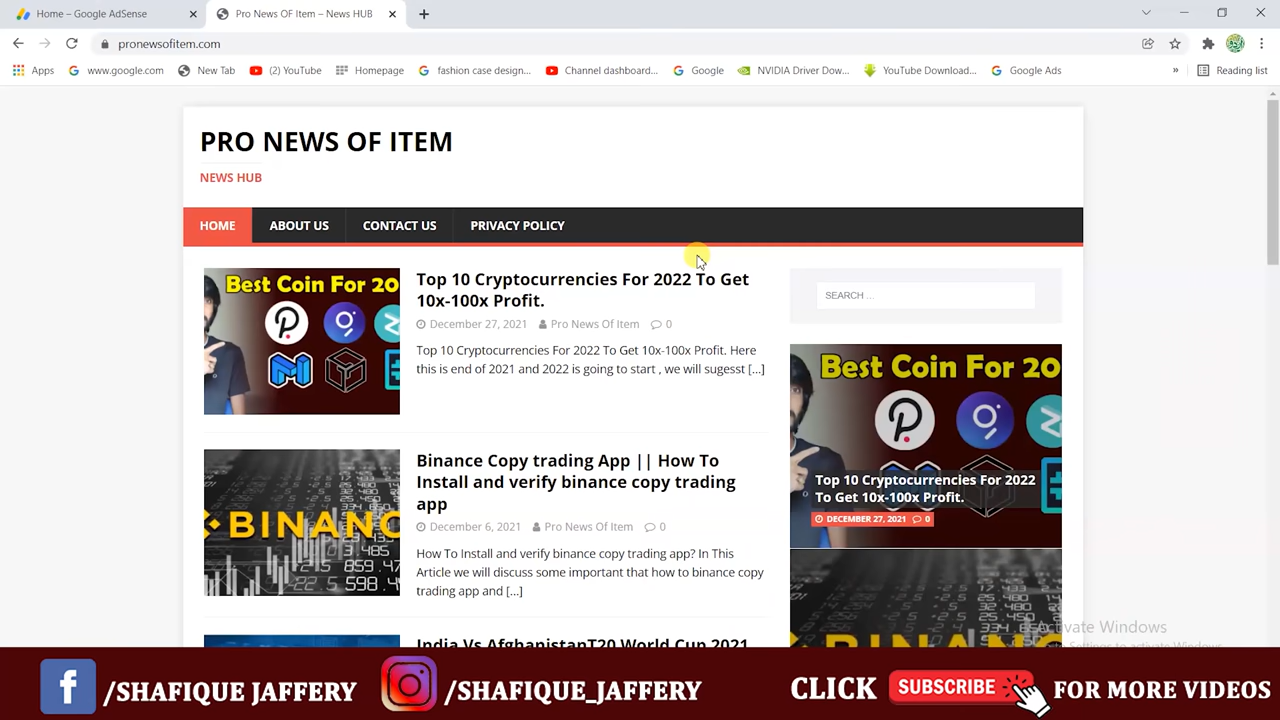 Home – Google AdSense
Pro News OF Item – News HUB
pronewsofitem.com
Apps
www.google.com
New Tab
(2) YouTube
Homepage
fashion case design...
Channel dashboard...
Google
NVIDIA Driver Dow...
YouTube Download...
Google Ads
»
Reading list
PRO NEWS OF ITEM
NEWS HUB
HOME
ABOUT US
CONTACT US
PRIVACY POLICY
Best Coin For 20
Top 10 Cryptocurrencies For 2022 To Get
10x-100x Profit.
December 27, 2021 Pro News Of Item 0
Top 10 Cryptocurrencies For 2022 To Get 10x-100x Profit. Here
this is end of 2021 and 2022 is going to start , we will sugesst [...]
SEARCH ...
Best Coin For 20
Top 10 Cryptocurrencies For 2022
To Get 10x-100x Profit.
DECEMBER 27, 2021 0
BINANC
Binance Copy trading App || How To
Install and verify binance copy trading
app
December 6, 2021 Pro News Of Item 0
How To Install and verify binance copy trading app? In This
Article we will discuss some important that how to binance copy
trading app and [...]
India Vs AfghanistanT20 World Cup 2021
Activate Windows
/SHAFIQUE JAFFERY
/SHAFIQUE_JAFFERY
CLICK
SUBSCRIBE
FOR MORE VIDEOS